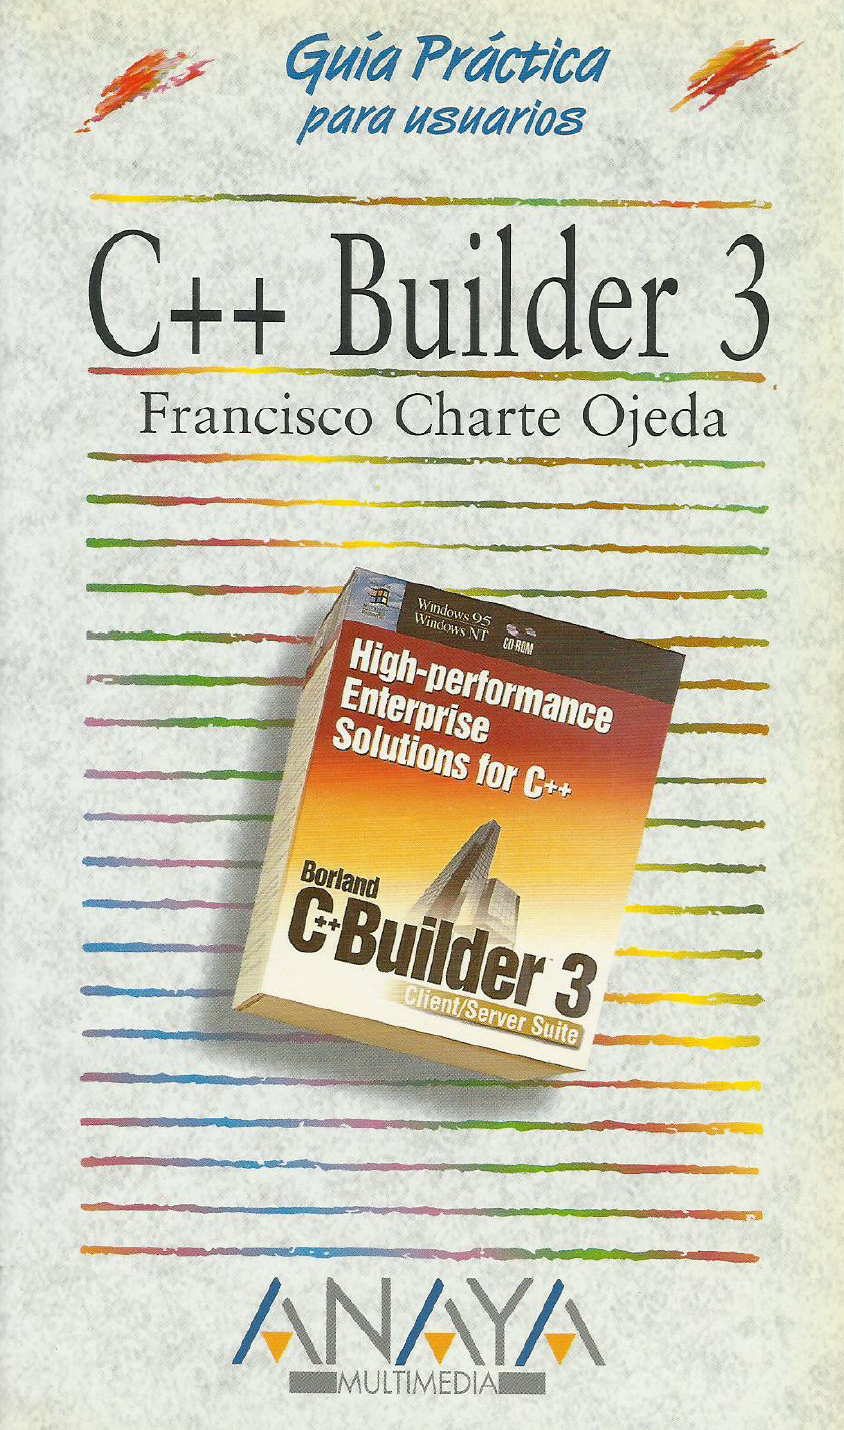 Guía Práctica
para usuarios
C++ Builder 3
Francisco Charte Ojeda
Windows 95
Windows NT
CD-ROM
High-performance
Enterprise
Solutions for C++
Borland
C++Builder™ 3
Client/Server Suite
ANAYA
MULTIMEDIA